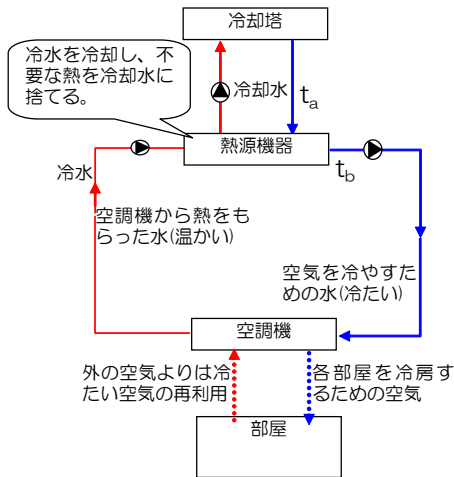 冷却塔
冷水を冷却し、不
要な熱を冷却水に
捨てる。
冷却水
ta
熱源機器
tb
冷水
空調機から熱をも
らった水(温かい)
空気を冷やすた
めの水(冷たい)
空調機
外の空気よりは冷
たい空気の再利用
各部屋を冷房す
るための空気
部屋